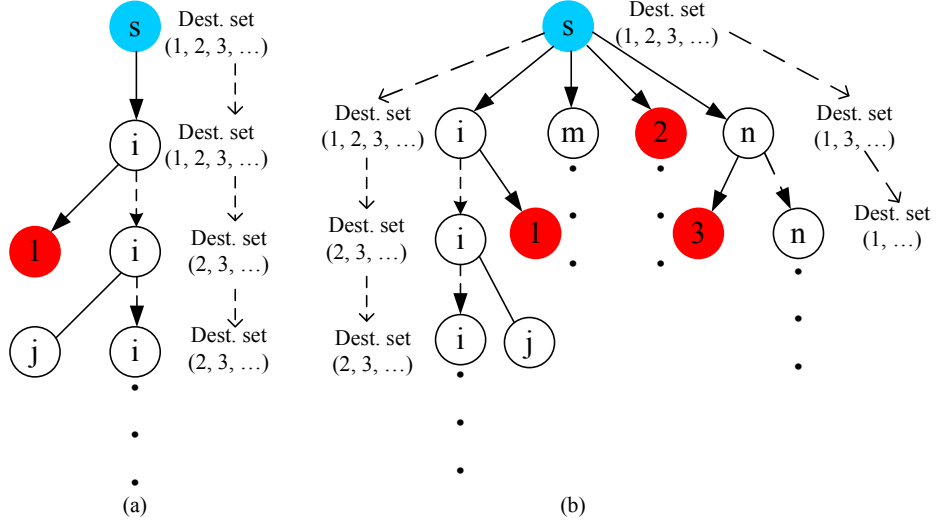 s
Dest. set
(1, 2, 3, …)
i
Dest. set
(1, 2, 3, …)
1
i
Dest. set
(2, 3, …)
j
i
Dest. set
(2, 3, …)
(a)
s
Dest. set
(1, 2, 3, …)
Dest. set
(1, 2, 3, …)
i
m
2
n
Dest. set
(1, 3, …)
Dest. set
(2, 3, …)
i
1
3
n
Dest. set
(1, …)
Dest. set
(2, 3, …)
i
j
(b)